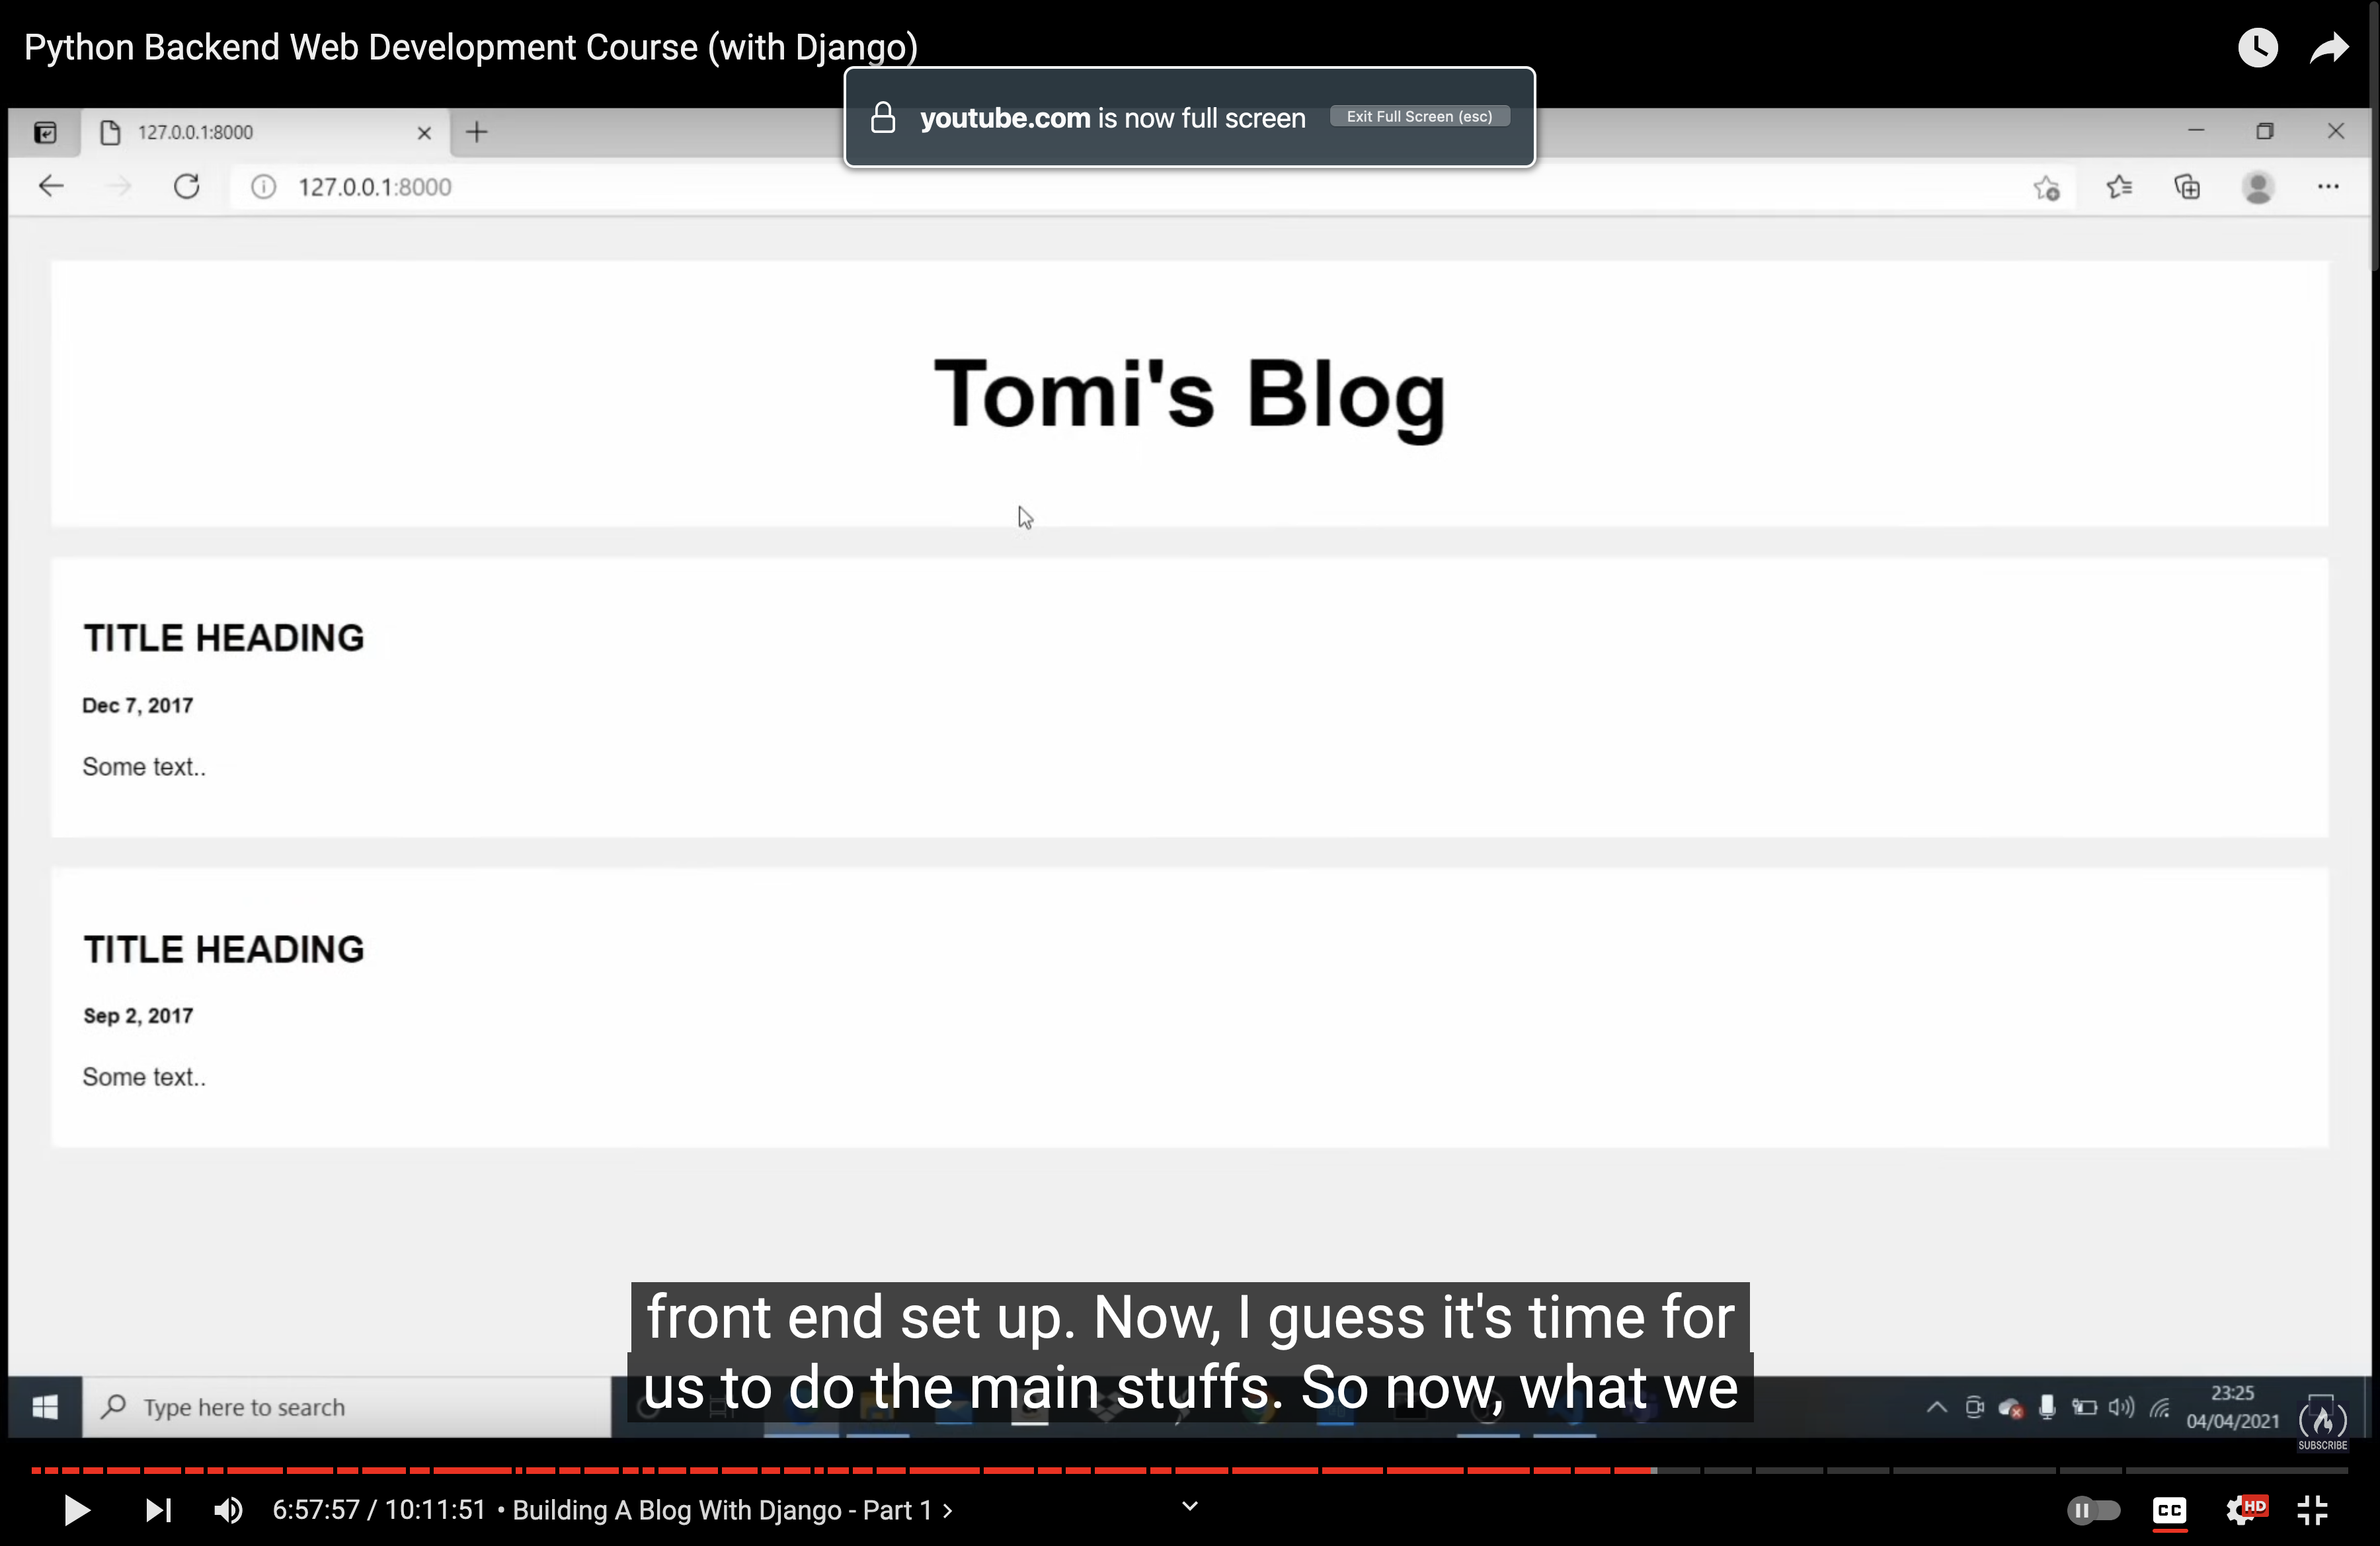 Python Backend Web Development Course (with Django)
youtube.com is now full screen
Exit Full Screen (esc)
127.0.0.1:8000
127.0.0.1:8000
Tomi's Blog
TITLE HEADING
Dec 7, 2017
Some text..
TITLE HEADING
Sep 2, 2017
Some text..
front end set up. Now, I guess it's time for
us to do the main stuffs. So now, what we
Type here to search
23:25
04/04/2021
SUBSCRIBE
6:57:57 / 10:11:51 • Building A Blog With Django - Part 1 >
CC
HD